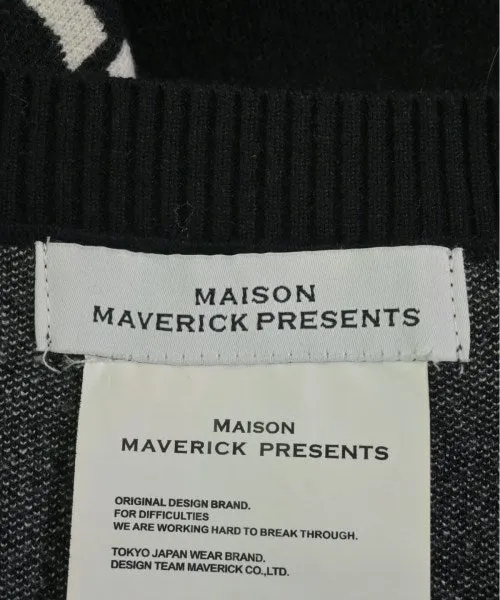 MAISON
MAVERICK PRESENTS
MAISON
MAVERICK PRESENTS
ORIGINAL DESIGN BRAND.
FOR DIFFICULTIES
WE ARE WORKING HARD TO BREAK THROUGH.
TOKYO JAPAN WEAR BRAND.
DESIGN TEAM MAVERICK CO.,LTD.